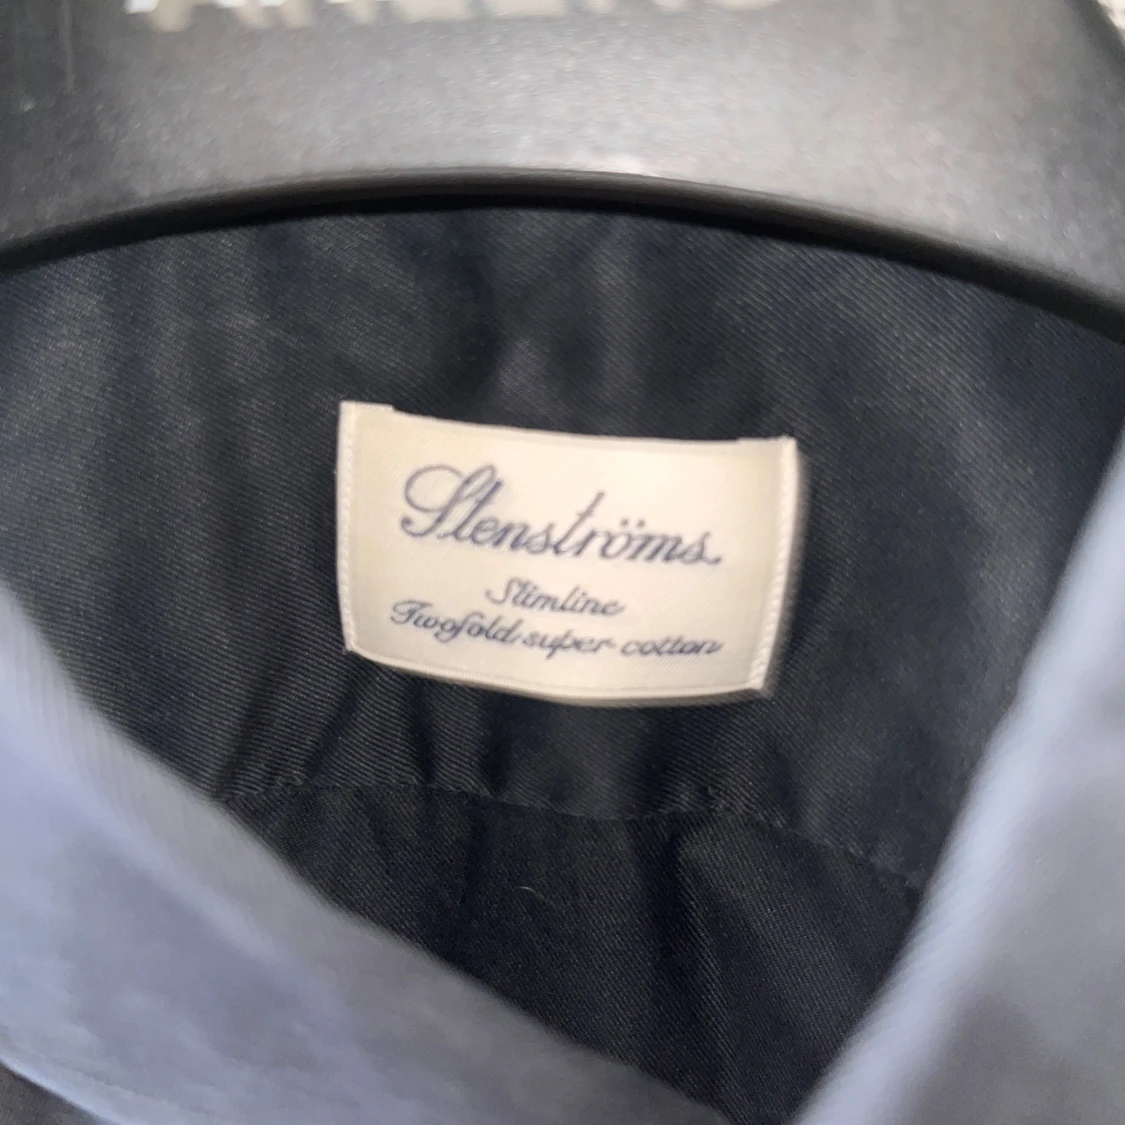 Stenströms.
Slimline
Twofold super cotton